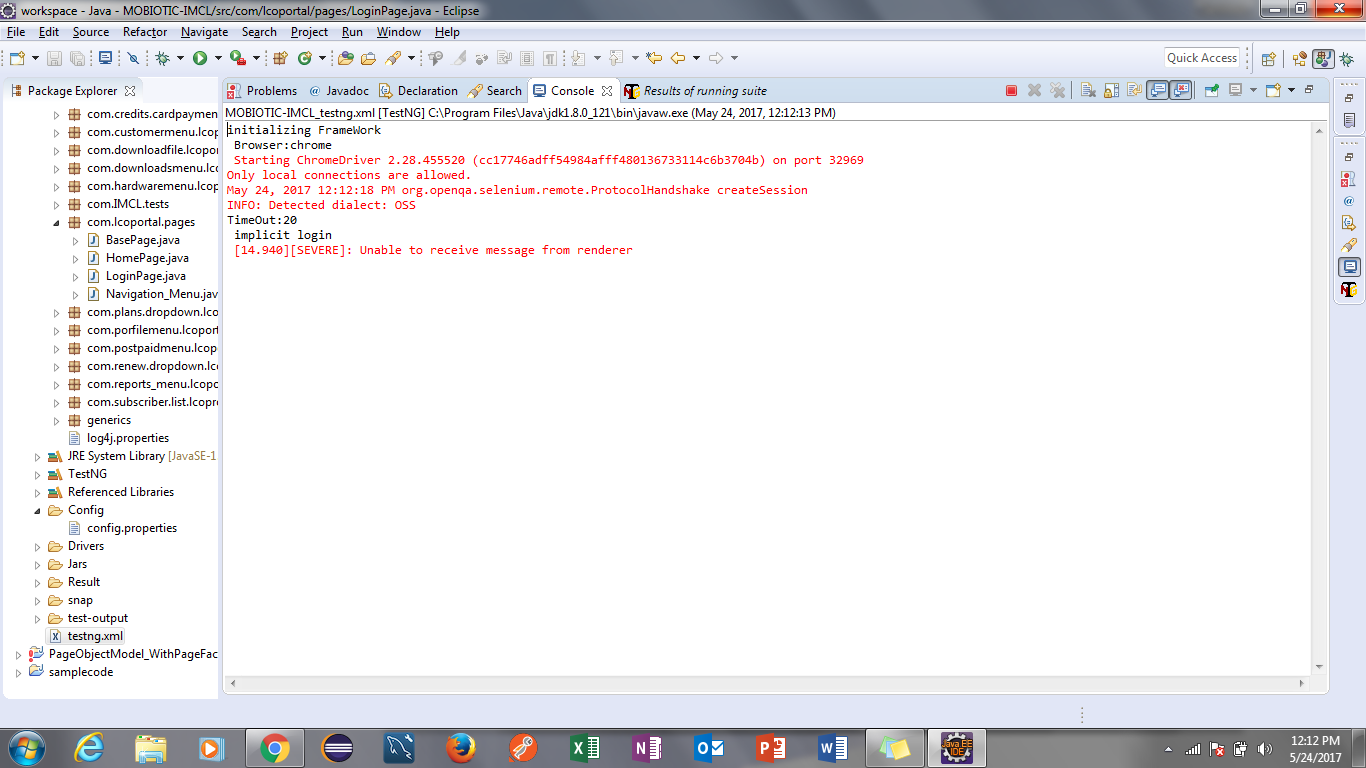 workspace - Java - MOBIOTIC-IMCL/src/com/lcoportal/pages/LoginPage.java - Eclipse
File Edit Source Refactor Navigate Search Project Run Window Help
Quick Access
Package Explorer
com.credits.cardpaymen
com.customermenu.lcop
com.downloadfile.lcopor
com.downloadsmenu.lco
com.hardwaremenu.lcop
com.IMCL.tests
com.lcoportal.pages
BasePage.java
HomePage.java
LoginPage.java
Navigation_Menu.jav
com.plans.dropdown.lco
com.porfilemenu.lcoport
com.postpaidmenu.lcop
com.renew.dropdown.lc
com.reports_menu.lcopo
com.subscriber.list.lcopr
generics
log4j.properties
JRE System Library [JavaSE-1
TestNG
Referenced Libraries
Config
config.properties
Drivers
Jars
Result
snap
test-output
testng.xml
PageObjectModel_WithPageFac
samplecode
Problems @ Javadoc Declaration Search Console Results of running suite
MOBIOTIC-IMCL_testng.xml [TestNG] C:\Program Files\Java\jdk1.8.0_121\bin\javaw.exe (May 24, 2017, 12:12:13 PM)
initializing FrameWork
Browser:chrome
Starting ChromeDriver 2.28.455520 (cc17746adff54984afff480136733114c6b3704b) on port 32969
Only local connections are allowed.
May 24, 2017 12:12:18 PM org.openqa.selenium.remote.ProtocolHandshake createSession
INFO: Detected dialect: OSS
TimeOut:20
implicit login
[14.940][SEVERE]: Unable to receive message from renderer
12:12 PM
5/24/2017